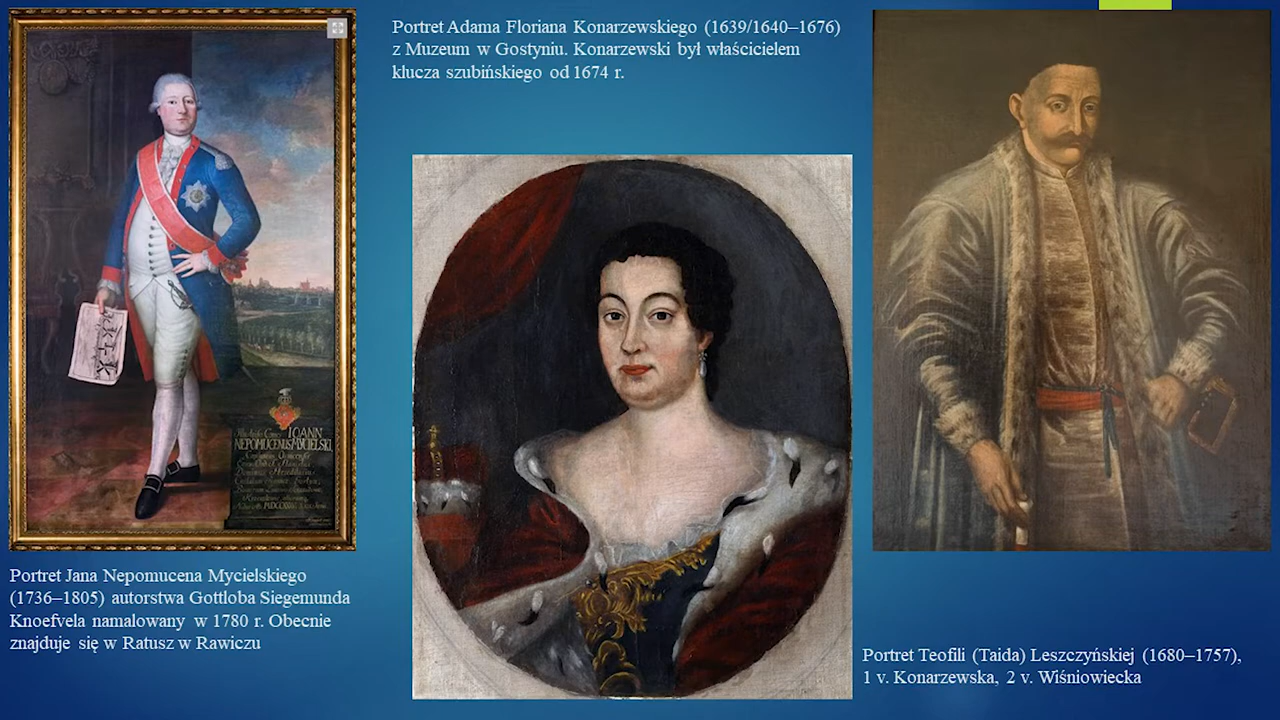 Portret Adama Floriana Konarzewskiego (1639/1640–1676)
z Muzeum w Gostyniu. Konarzewski był właścicielem
klucza szubińskiego od 1674 r.
IOANN
NEPOMUCENUS MYCIELSKI
Portret Jana Nepomucena Mycielskiego
(1736–1805) autorstwa Gottloba Siegemunda
Knoefvela namalowany w 1780 r. Obecnie
znajduje się w Ratusz w Rawiczu
Portret Teofili (Taida) Leszczyńskiej (1680–1757),
1 v. Konarzewska, 2 v. Wiśniowiecka